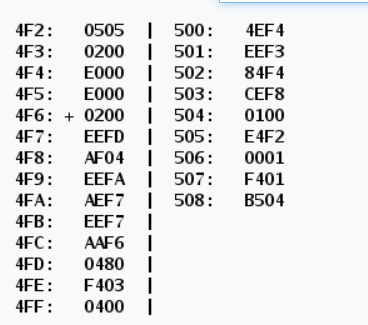 4F2: 0505 | 500: 4EF4
4F3: 0200 | 501: EEF3
4F4: E000 | 502: 84F4
4F5: E000 | 503: CEF8
4F6: + 0200 | 504: 0100
4F7: EEFD | 505: E4F2
4F8: AF04 | 506: 0001
4F9: EEFA | 507: F401
4FA: AEF7 | 508: B504
4FB: EEF7 |
4FC: AAF6 |
4FD: 0480 |
4FE: F403 |
4FF: 0400 |